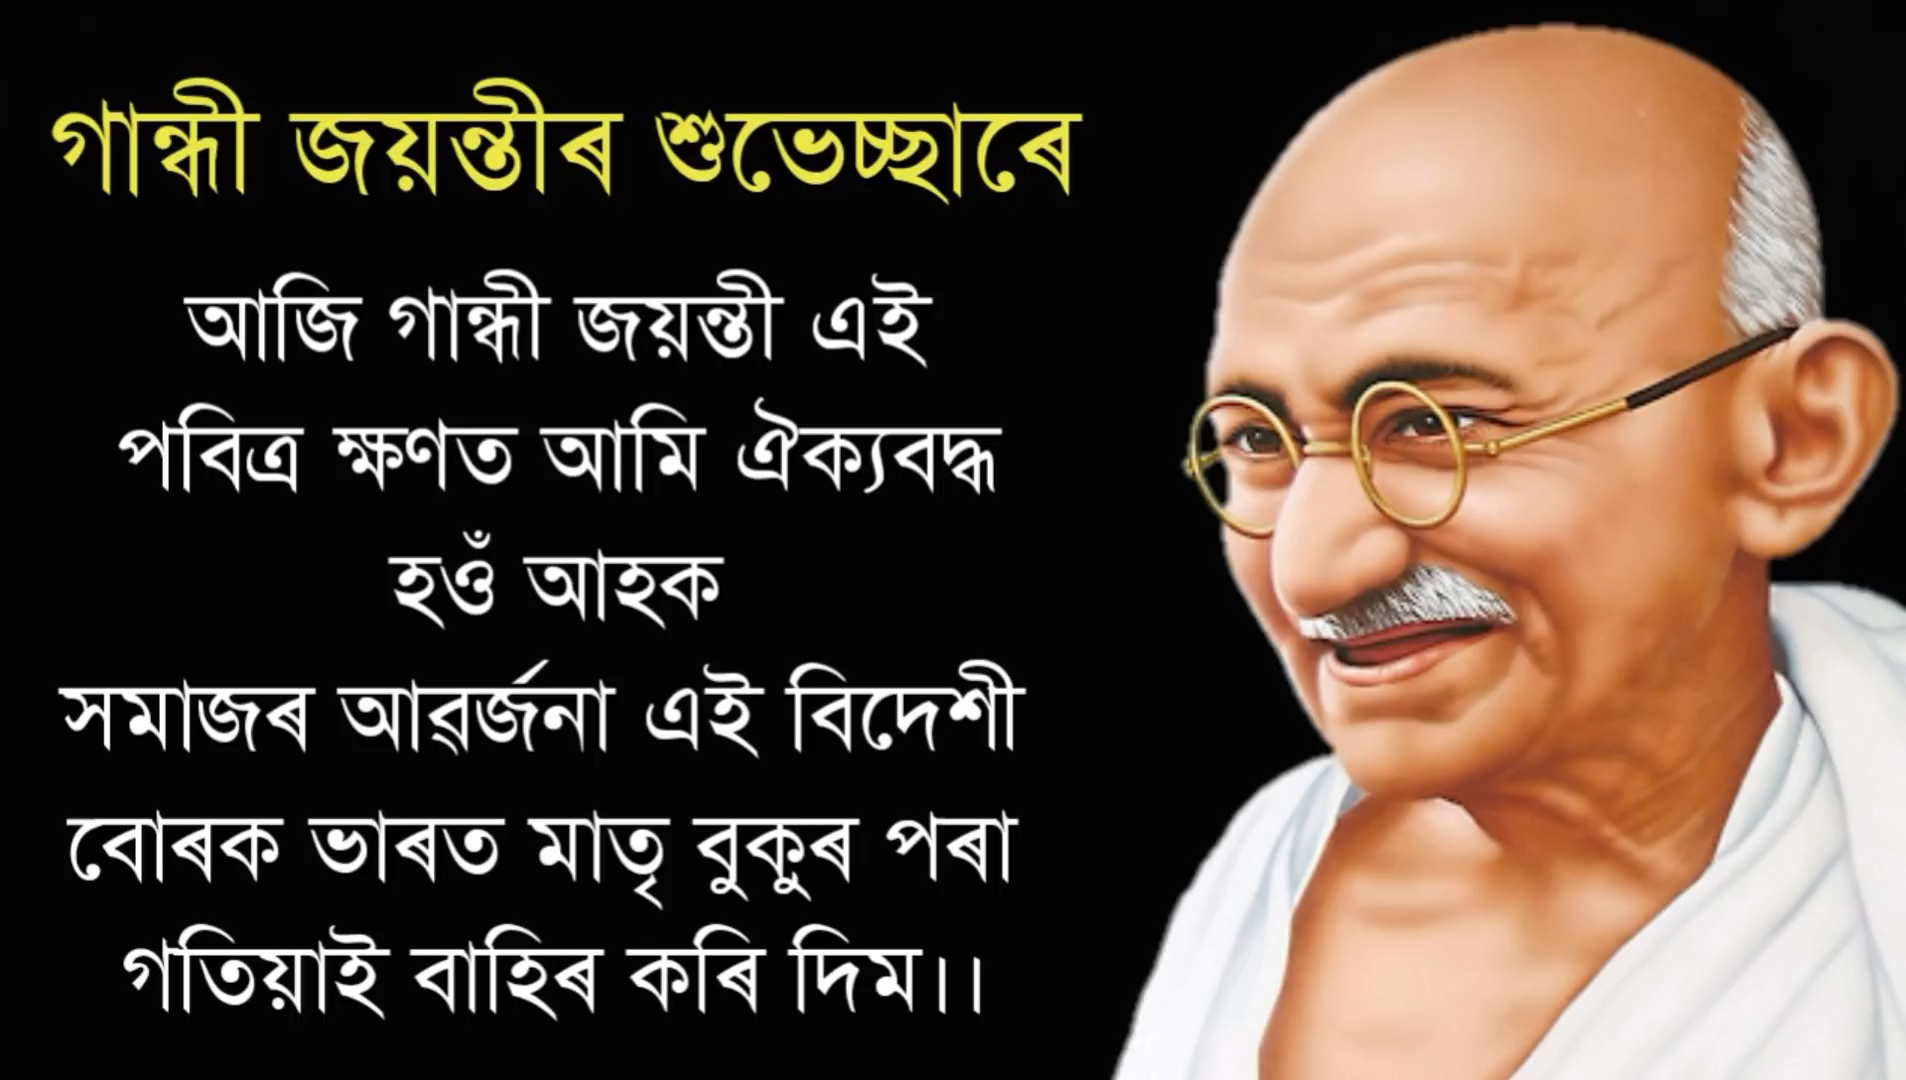 গান্ধী জয়ন্তীৰ শুভেচ্ছাৰে
আজি গান্ধী জয়ন্তী এই
পবিত্ৰ ক্ষণত আমি ঐক্যবদ্ধ
হওঁ আহক
সমাজৰ আৱৰ্জনা এই বিদেশী
বোৰক ভাৰত মাতৃ বুকুৰ পৰা
গতিয়াই বাহিৰ কৰি দিম।।